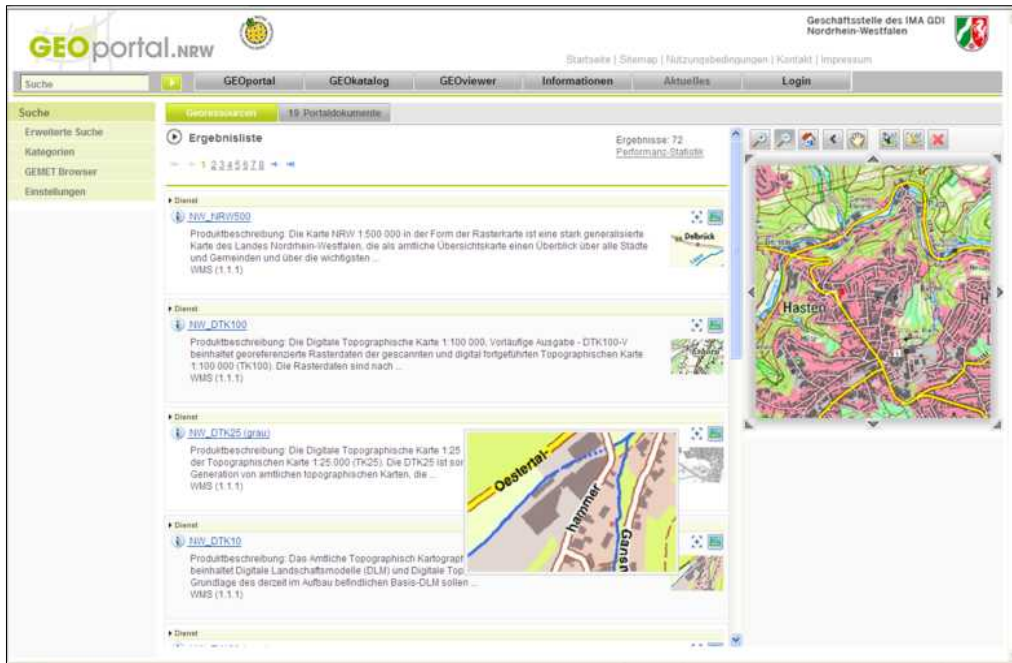 Geschäftsstelle des IMA GDI
Nordrhein-Westfalen
GEOportal.NRW
Startseite | Sitemap | Nutzungsbedingungen | Kontakt | Impressum
Suche
GEOportal
GEOkatalog
GEOviewer
Informationen
Aktuelles
Login
Suche
Erweiterte Suche
Kategorien
GEMET Browser
Einstellungen
Georessourcen
19 Portaldokumente
Ergebnisliste
Ergebnisse: 72
Performanz-Statistik
1 2 3 4 5 6 7 8
Dienst
NW_NRW500
Produktbeschreibung: Die Karte NRW 1:500 000 in der Form der Rasterkarte ist eine stark generalisierte
Karte des Landes Nordrhein-Westfalen, die als amtliche Übersichtskarte einen Überblick über alle Städte
und Gemeinden und über die wichtigsten ...
WMS (1.1.1)
Delbrück
Dienst
NW_DTK100
Produktbeschreibung: Die Digitale Topographische Karte 1:100 000, Vorläufige Ausgabe - DTK100-V
beinhaltet georeferenzierte Rasterdaten der gescannten und digital fortgeführten Topographischen Karte
1:100 000 (TK100). Die Rasterdaten sind nach ...
WMS (1.1.1)
Dienst
NW_DTK25 (grau)
Produktbeschreibung: Die Digitale Topographische Karte 1:25
der Topographischen Karte 1:25.000 (TK25). Die DTK25 ist sor
Generation von amtlichen topographischen Karten, die ...
WMS (1.1.1)
Oestertal-
hammer
Gansm
Dienst
NW_DTK10
Produktbeschreibung: Das Amtliche Topographisch Kartograph
beinhaltet Digitale Landschaftsmodelle (DLM) und Digitale Top
Grundlage des derzeit im Aufbau befindlichen Basis-DLM sollen ...
WMS (1.1.1)
Dienst
Hasten